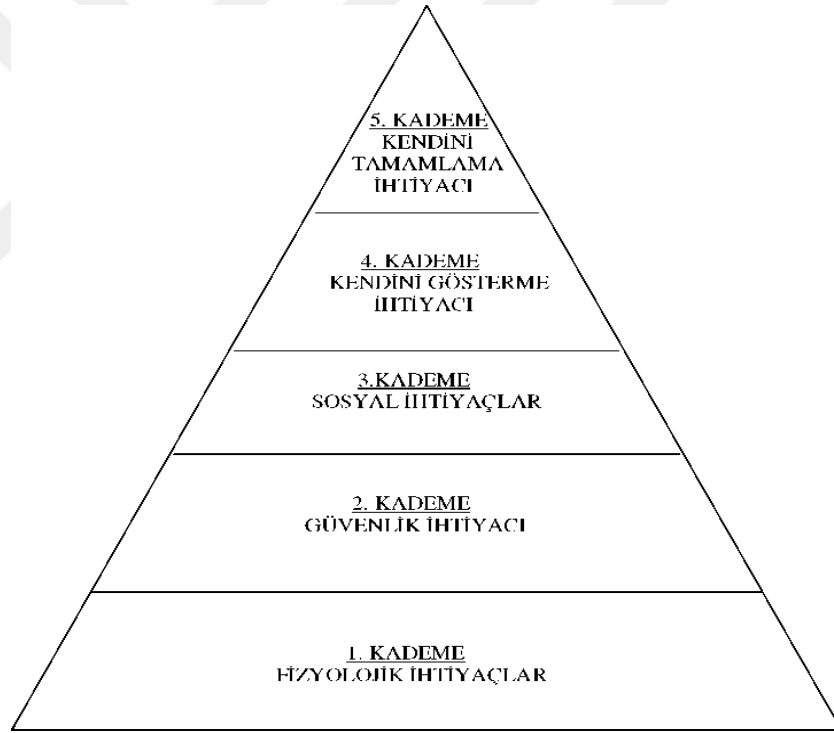 5. KADEME
KENDİNİ
TAMAMLAMA
İHTİYACI
4. KADEME
KENDİNİ GÖSTERME
İHTİYACI
3.KADEME
SOSYAL İHTİYAÇLAR
2. KADEME
GÜVENLİK İHTİYACI
1. KADEME
FİZYOLOJİK İHTİYAÇLAR